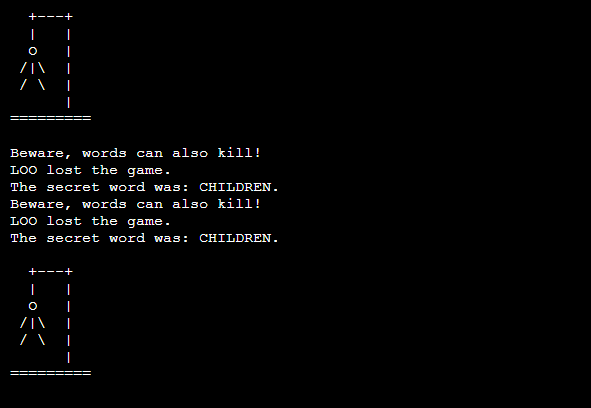 Beware, words can also kill!
LOO lost the game.
The secret word was: CHILDREN.
Beware, words can also kill!
LOO lost the game.
The secret word was: CHILDREN.